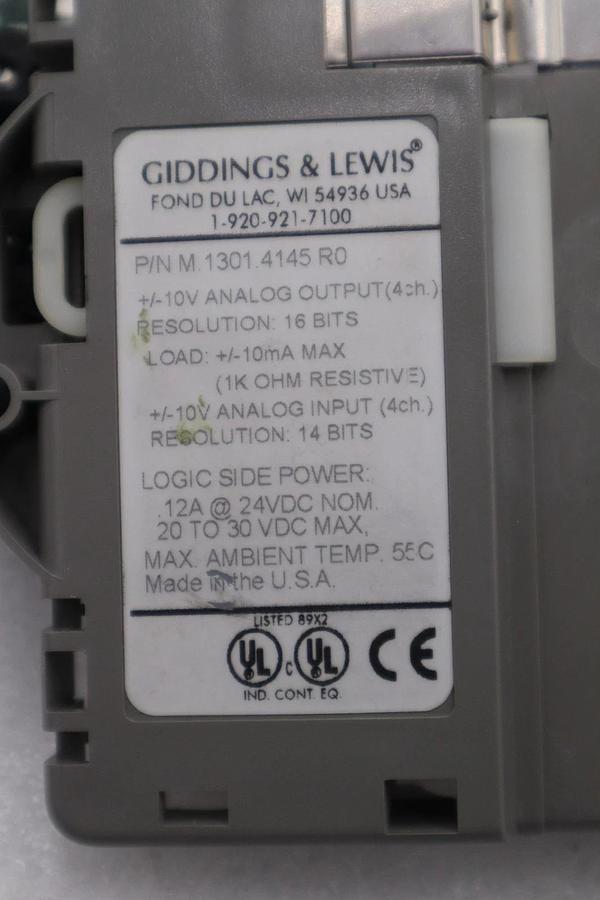 GIDDINGS & LEWIS®
FOND DU LAC, WI 54936 USA
1-920-921-7100
P/N M.1301.4145 R0
+/-10V ANALOG OUTPUT(4ch.)
RESOLUTION: 16 BITS
LOAD: +/-10mA MAX
(1K OHM RESISTIVE)
+/-10V ANALOG INPUT (4ch.)
RESOLUTION: 14 BITS
LOGIC SIDE POWER:
.12A @ 24VDC NOM.
20 TO 30 VDC MAX,
MAX. AMBIENT TEMP. 55C
Made in the U.S.A.
LISTED 89X2
UL c UL CE
IND. CONT. EQ.